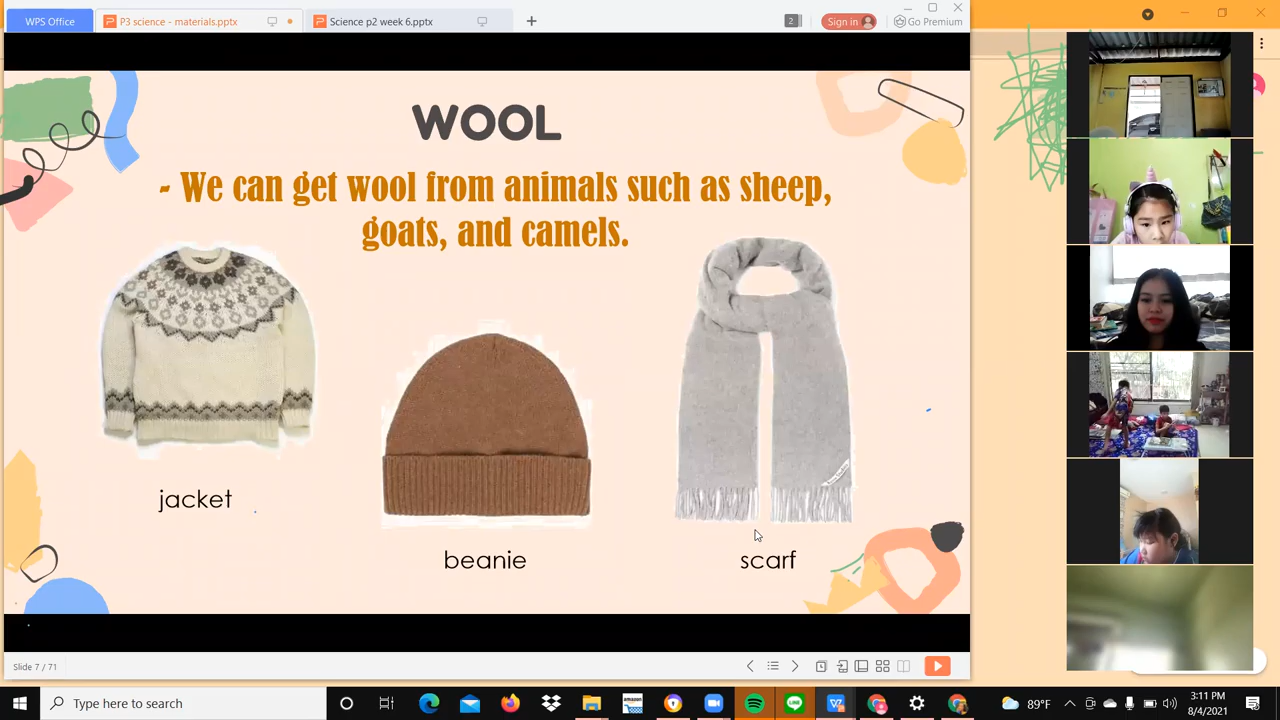 WPS Office
P3 science - materials.pptx
Science p2 week 6.pptx
2
Sign in
Go Premium
WOOL
- We can get wool from animals such as sheep,
goats, and camels.
jacket
beanie
scarf
Slide 7 / 71
Type here to search
89°F
3:11 PM
8/4/2021